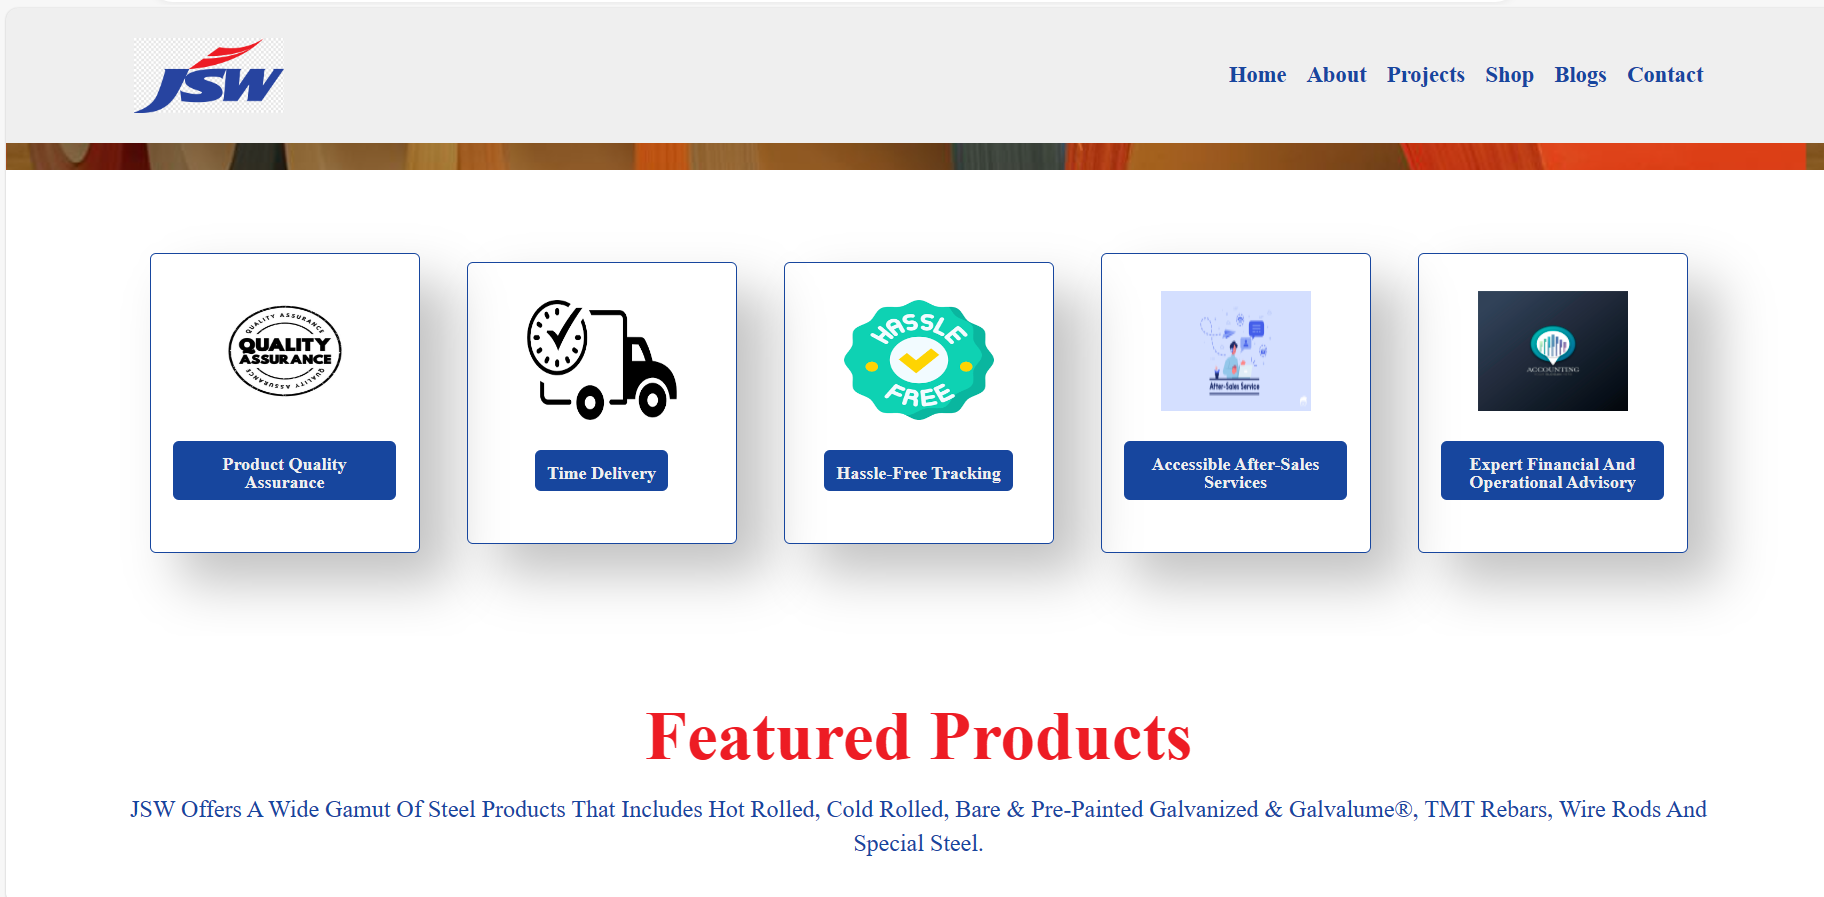 JSW
Home About Projects Shop Blogs Contact
QUALITY ASSURANCE
QUALITY
ASSURANCE
QUALITY ASSURANCE
HASSLE
FREE
After-Sales Service
ACCOUNTING
Product Quality
Assurance
Time Delivery
Hassle-Free Tracking
Accessible After-Sales
Services
Expert Financial And
Operational Advisory
Featured Products
JSW Offers A Wide Gamut Of Steel Products That Includes Hot Rolled, Cold Rolled, Bare & Pre-Painted Galvanized & Galvalume®, TMT Rebars, Wire Rods And
Special Steel.